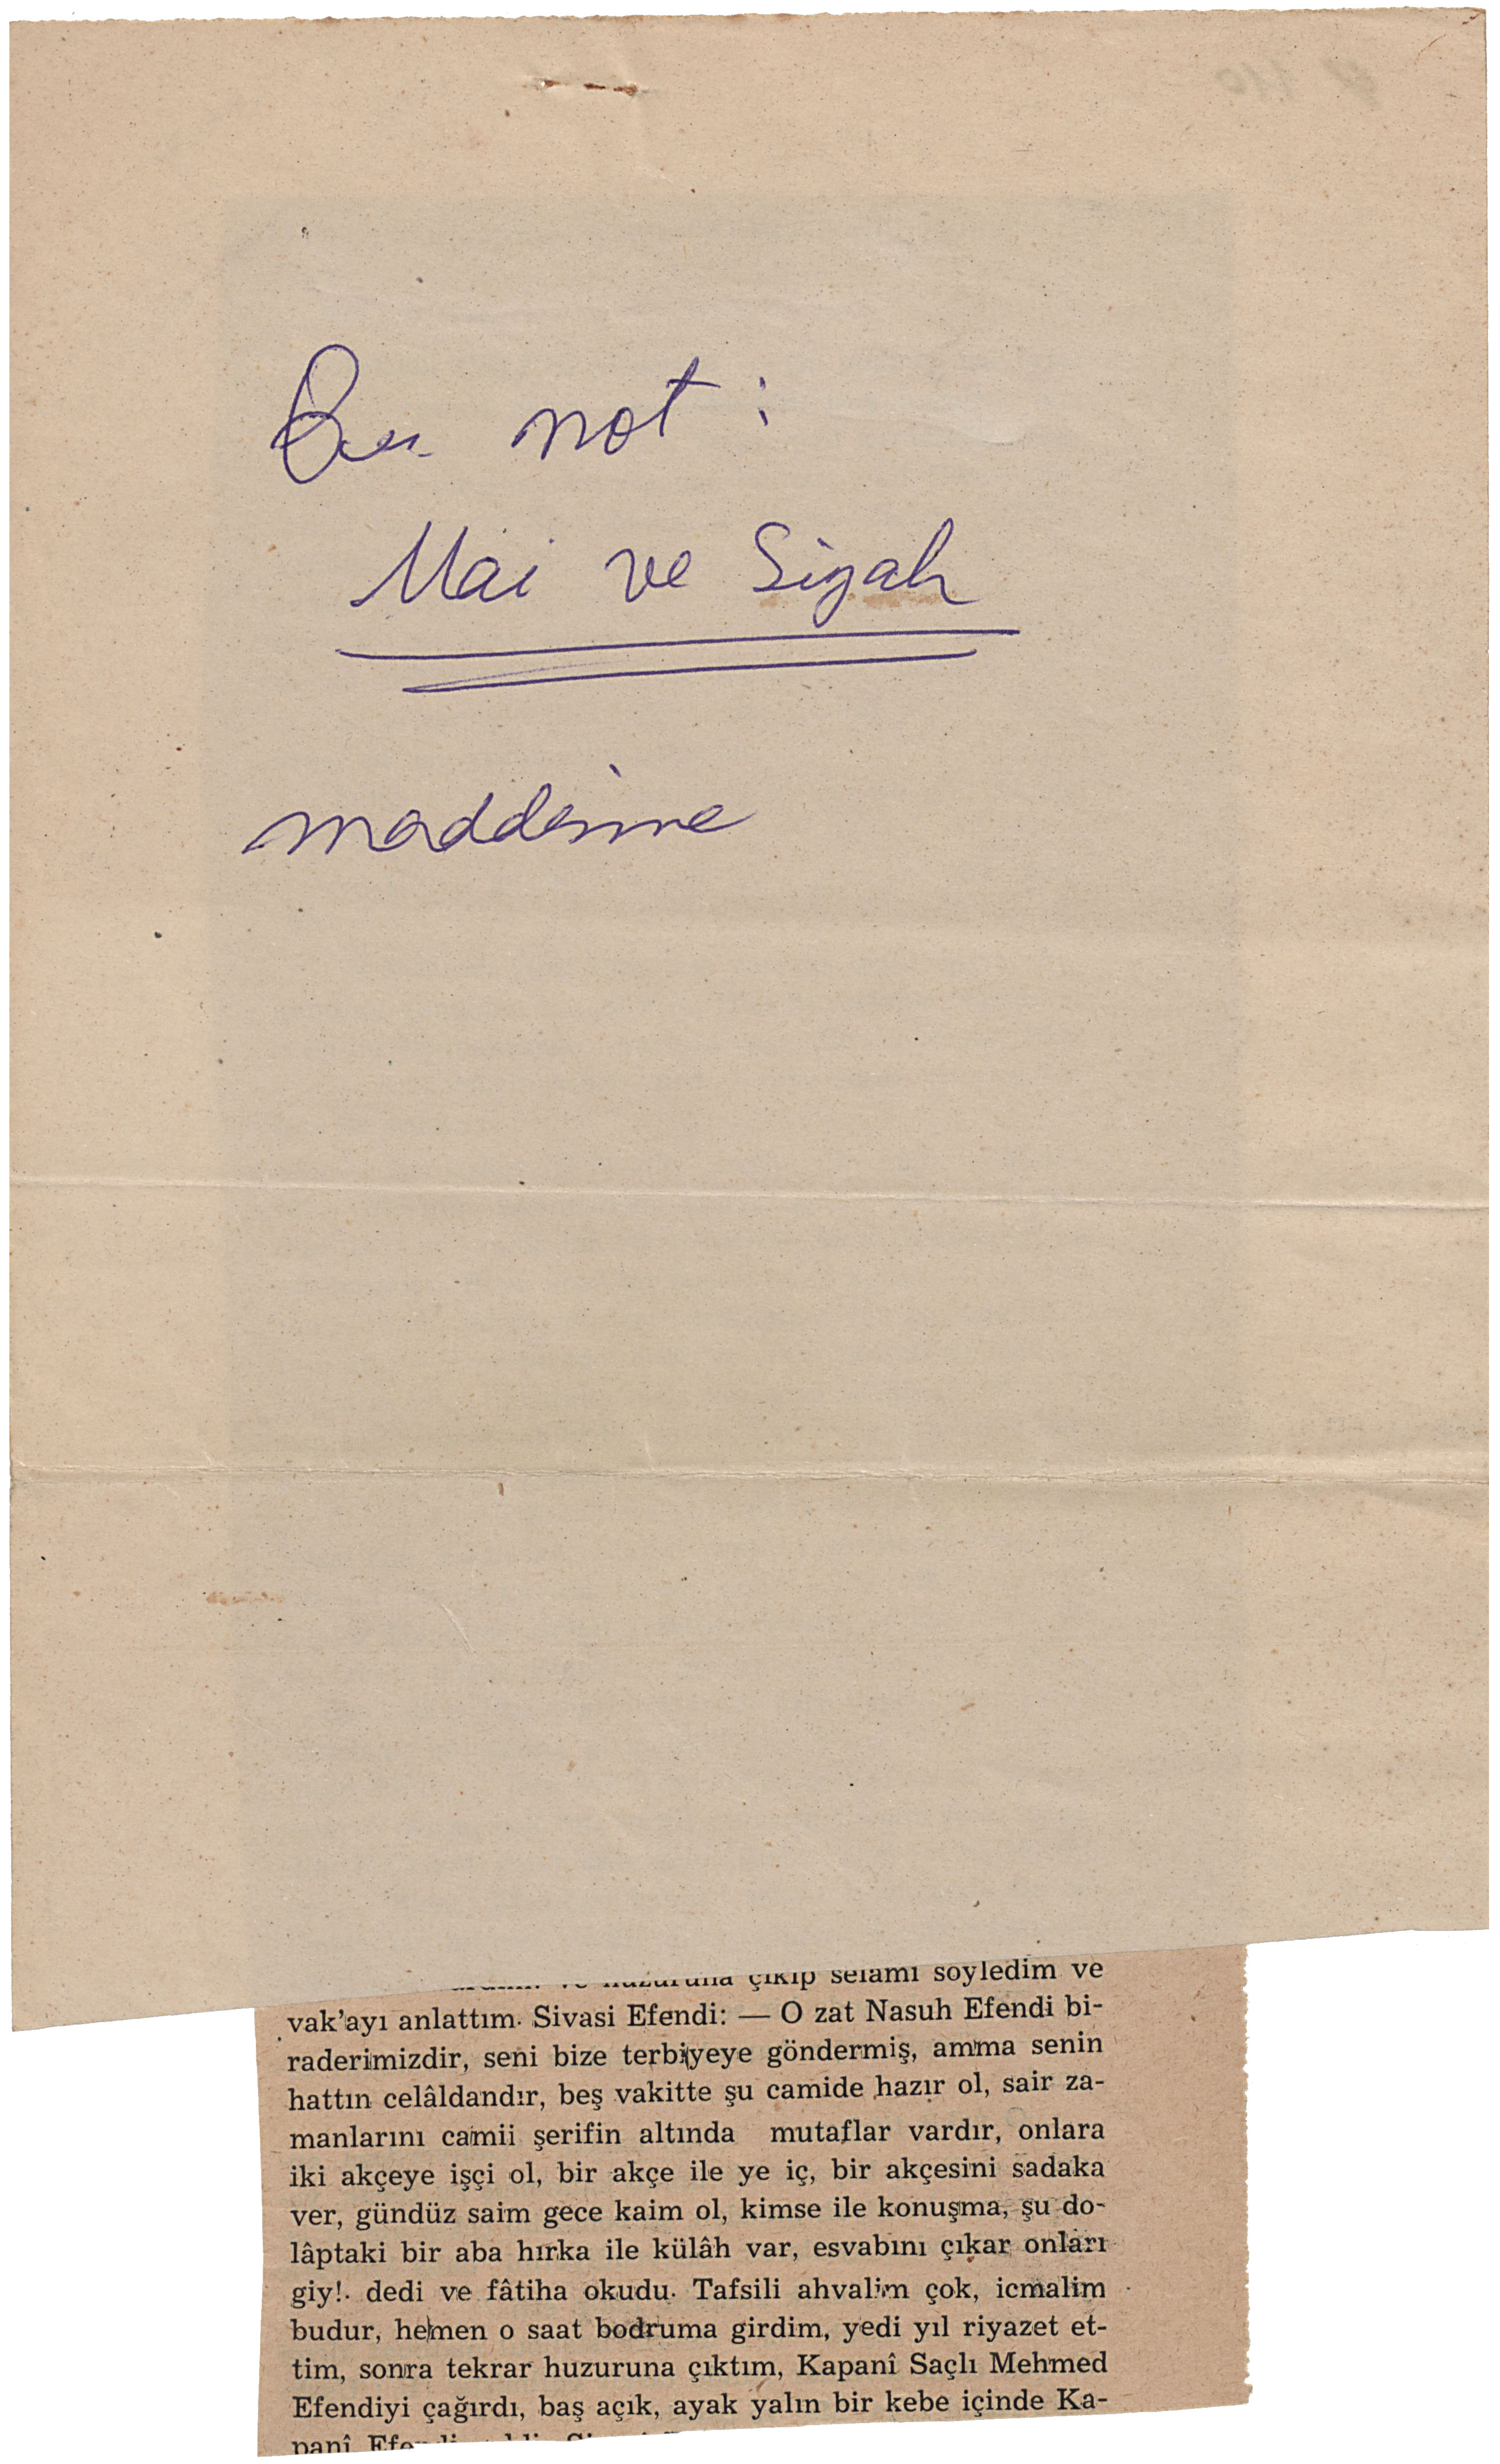 Bu not:
Mai ve Siyah
maddesine
çıkıp selâmı söyledim ve
vak'ayı anlattım. Sivasi Efendi: — O zat Nasuh Efendi bi-
raderimizdir, seni bize terbiyeye göndermiş, amma senin
hattın celâldandır, beş vakitte şu camide hazır ol, sair za-
manlarını camii şerifin altında mutaflar vardır, onlara
iki akçeye işçi ol, bir akçe ile ye iç, bir akçesini sadaka
ver, gündüz saim gece kaim ol, kimse ile konuşma, şu do-
lâptaki bir aba hırka ile külâh var, esvabını çıkar onları
giy!. dedi ve fâtiha okudu. Tafsili ahvalim çok, icmalim
budur, hemen o saat bodruma girdim, yedi yıl riyazet et-
tim, sonra tekrar huzuruna çıktım, Kapanî Saçlı Mehmed
Efendiyi çağırdı, baş açık, ayak yalın bir kebe içinde Ka-
panî